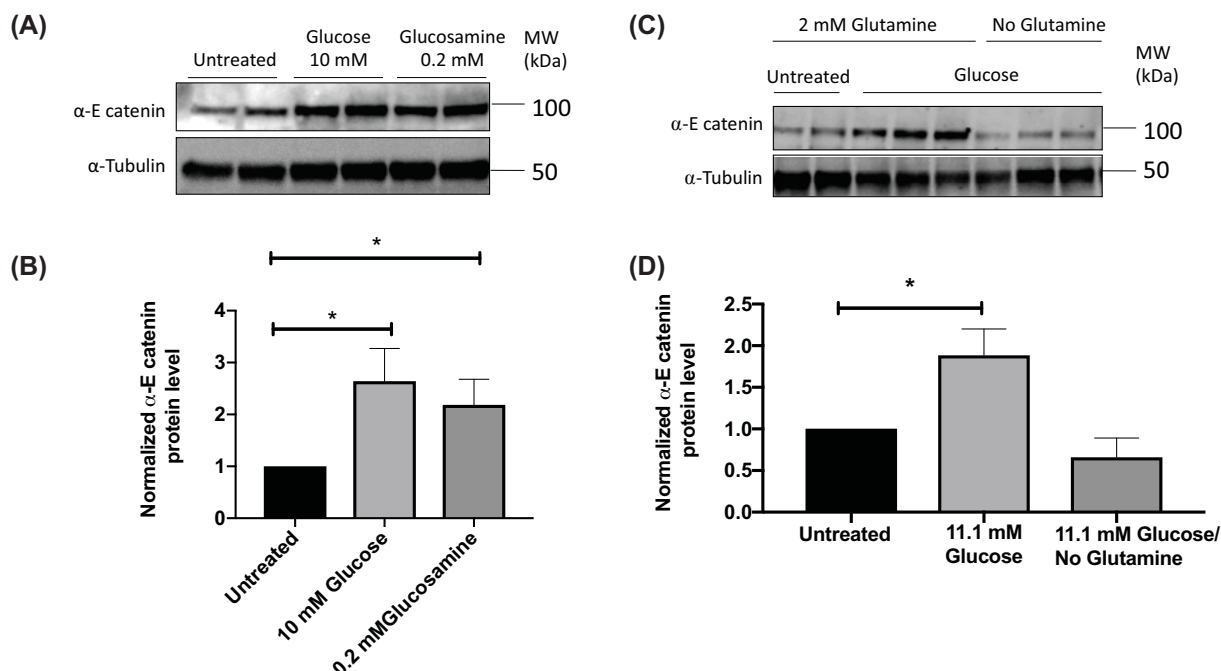 (A)
Untreated
Glucose
10 mM
Glucosamine
0.2 mM
MW
(kDa)
α-E catenin
100
α-Tubulin
50
(B)
*
*
Normalized α-E catenin
protein level
4
3
2
1
0
Untreated
10 mM Glucose
0.2 mMGlucosamine
(C)
2 mM Glutamine
No Glutamine
MW
(kDa)
Untreated
Glucose
α-E catenin
100
α-Tubulin
50
(D)
*
Normalized α-E catenin
protein level
2.5
2.0
1.5
1.0
0.5
0.0
Untreated
11.1 mM
Glucose
11.1 mM Glucose/
No Glutamine